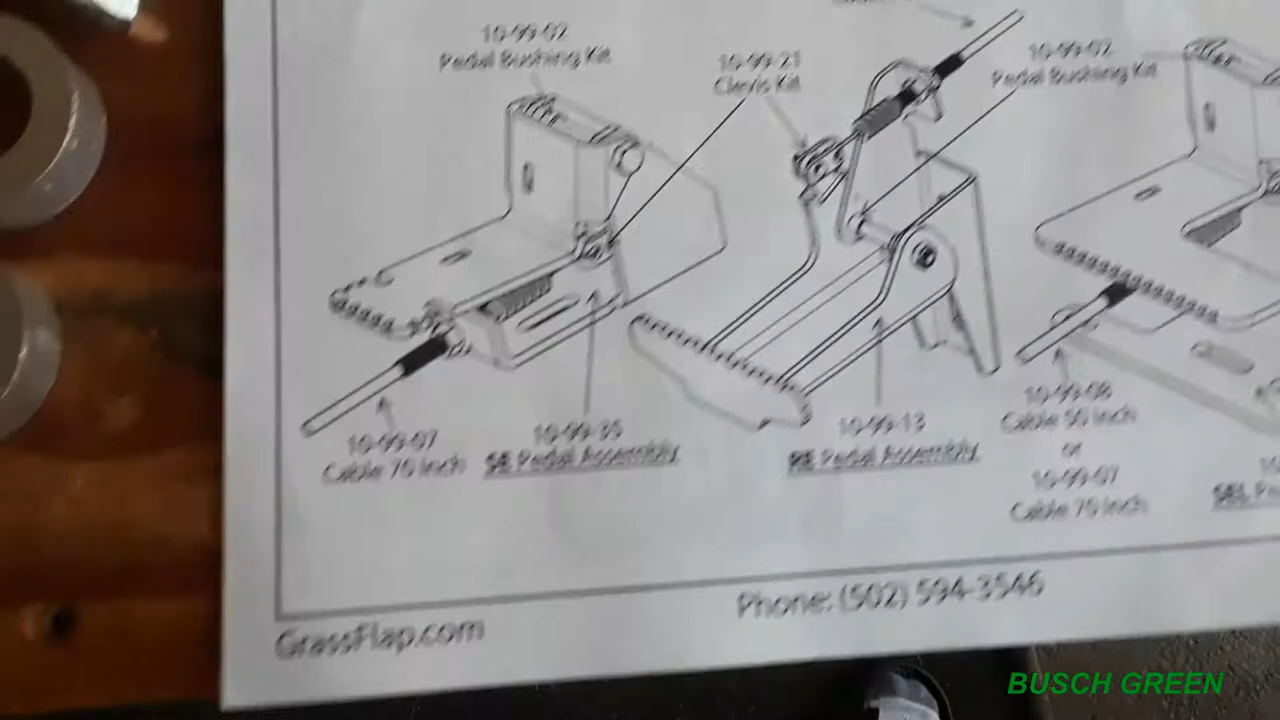 10-99-02
Pedal Bushing Kit
10-99-21
Clevis Kit
10-99-02
Pedal Bushing Kit
10-99-07
Cable 70 inch
10-99-35
SE Pedal Assembly
10-99-13
RE Pedal Assembly
10-99-08
Cable 50 inch
or
10-99-07
Cable 70 inch
SEL
GrassFlap.com
Phone: (502) 594-3546
BUSCH GREEN